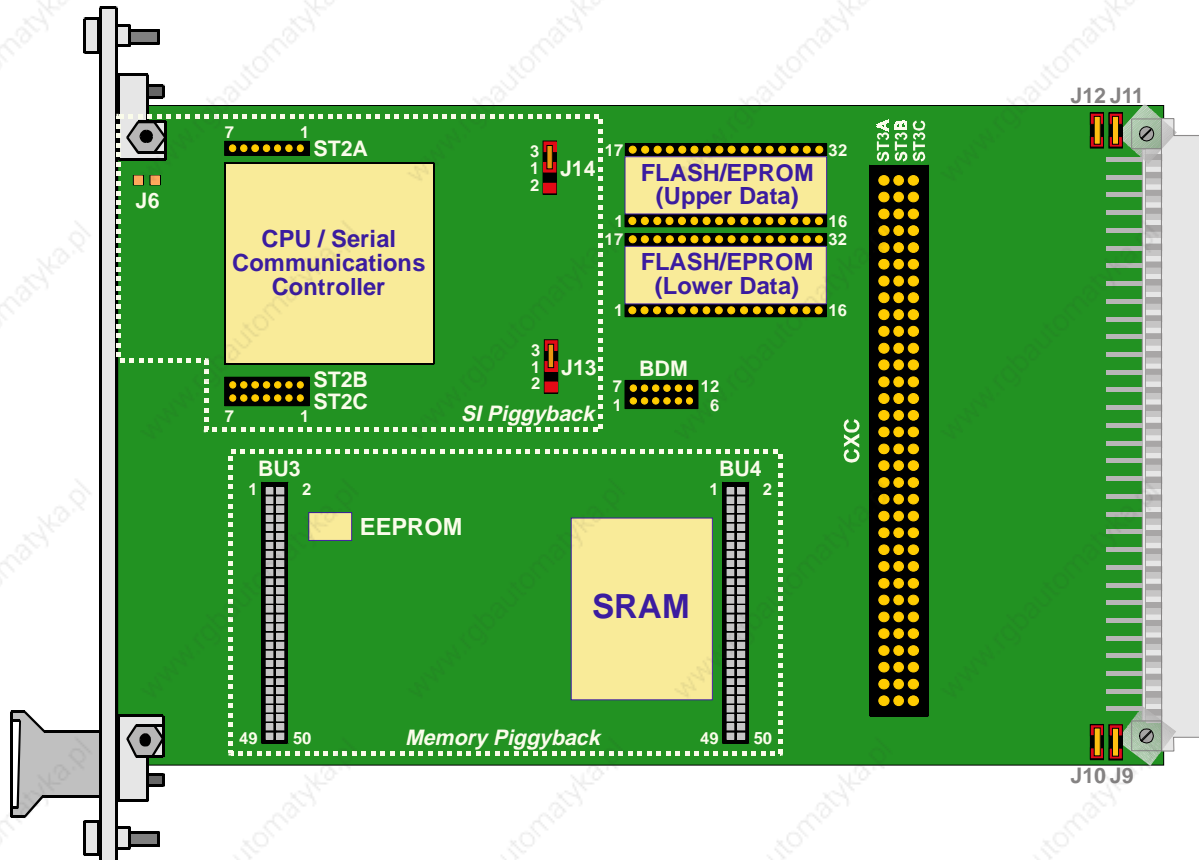 J12 J11
ST3A
ST3B
ST3C
7 1
ST2A
J6
3
1
2
J14
17 32
FLASH/EPROM
(Upper Data)
1 16
17 32
FLASH/EPROM
(Lower Data)
1 16
CPU / Serial
Communications
Controller
3
1
2
J13
ST2B
ST2C
7 1
SI Piggyback
BDM
7 12
1 6
CXC
BU3
1 2
EEPROM
49 50
BU4
1 2
SRAM
49 50
Memory Piggyback
J10 J9
www.rgbautomatyka.pl